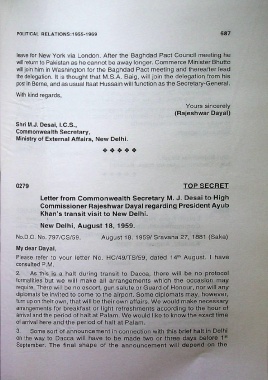 POLITICAL RELATIONS:1955-1969 687
leave for New York via London. After the Baghdad Pact Council meeting he
will return to Pakistan as he cannot be away longer. Commerce Minister Bhutto
will join him in Washington for the Baghdad Pact meeting and thereafter lead
the delegation. It is thought that M.S.A. Baig, will join the delegation from his
post in Berne, and as usual Itaat Hussain will function as the Secretary-General.
With kind regards,
Yours sincerely
(Rajeshwar Dayal)
Shri M.J. Desai, I.C.S.,
Commonwealth Secretary,
Ministry of External Affairs, New Delhi.
✦ ✦ ✦ ✦ ✦
0279 TOP SECRET
Letter from Commonwealth Secretary M. J. Desai to High
Commissioner Rajeshwar Dayal regarding President Ayub
Khan's transit visit to New Delhi.
New Delhi, August 18, 1959.
No.D.O. No.797/CS/59. August 18, 1959/ Sravana 27, 1881 (Saka)
My dear Dayal,
Please refer to your letter No. HC/49/TS/59, dated 14th August. I have
consulted P.M.
2. As this is a halt during transit to Dacca, there will be no protocol
formalities but we will make all arrangements which the occasion may
require. There will be no escort, gun salute or Guard of Honour, nor will any
diplomats be invited to come to the airport. Some diplomats may, however,
turn up on their own, that will be their own affairs. We would make necessary
arrangements for breakfast or light refreshments according to the hour of
arrival and the period of halt at Palam. We would like to know the exact time
of arrival here and the period of halt at Palam.
3. Some sort of announcement in connection with this brief halt in Delhi
on the way to Dacca will have to be made two or three days before 1st
September. The final shape of the announcement will depend on the